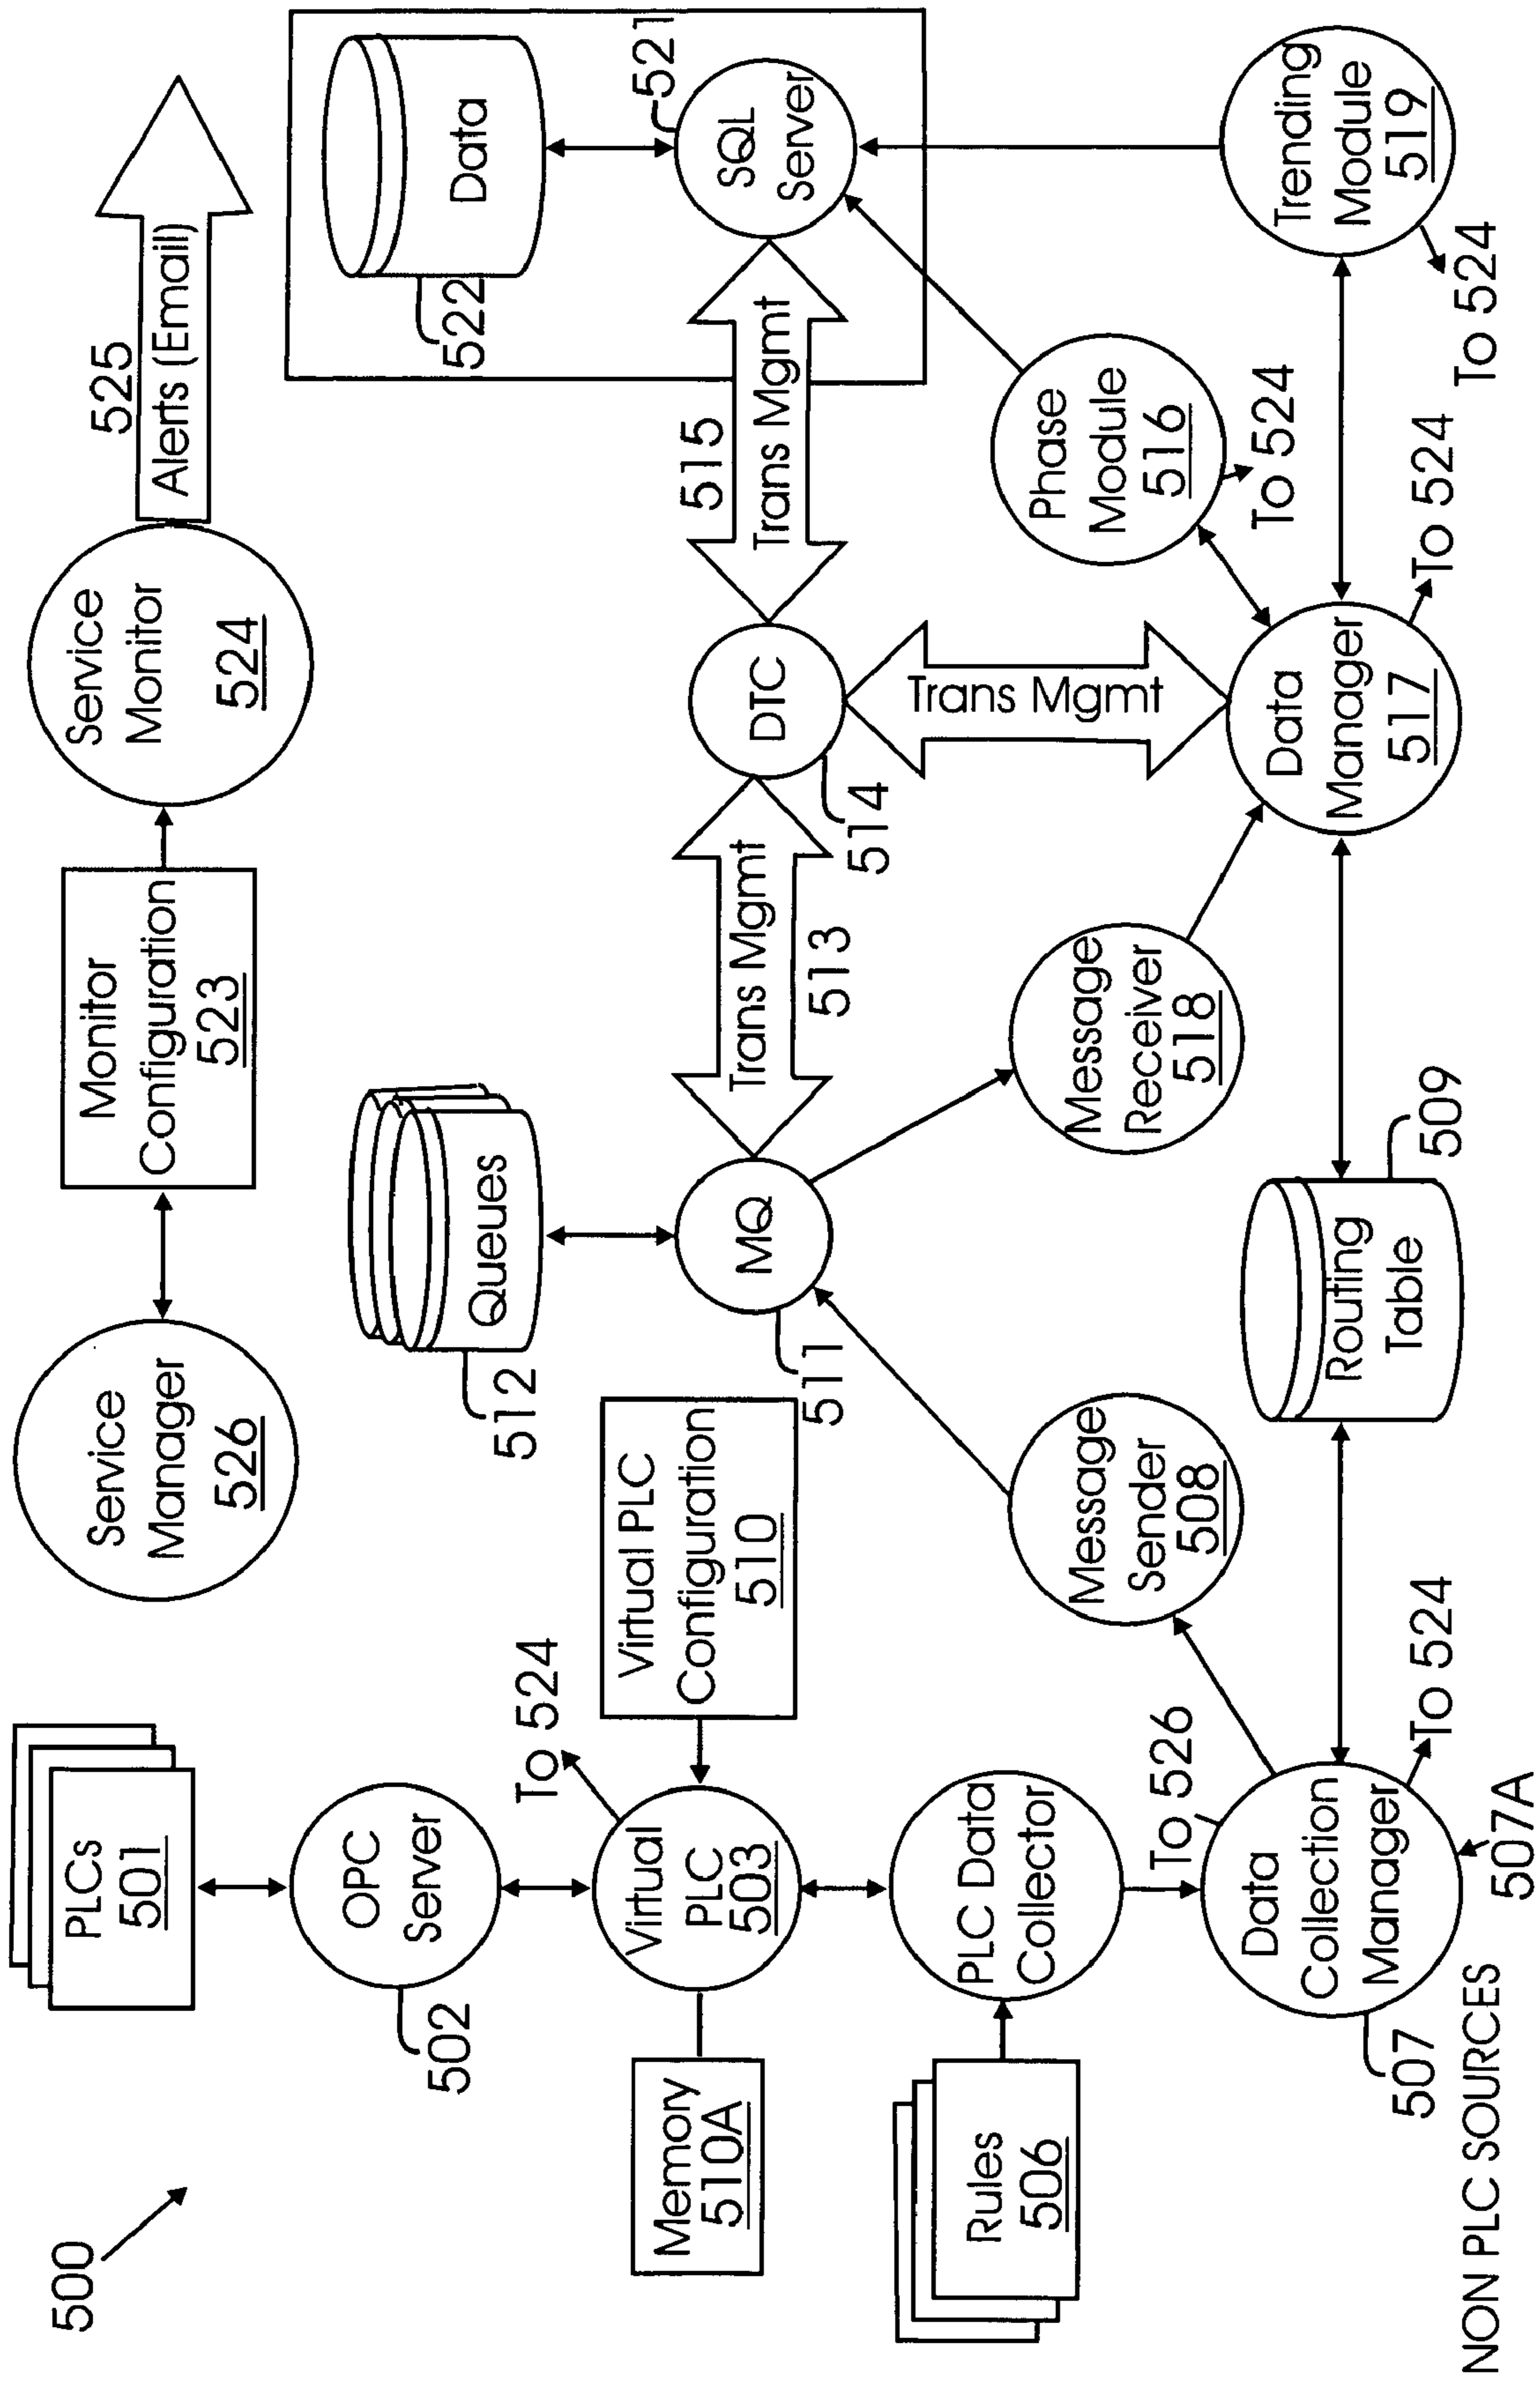 500
PLCs
501
OPC
Server
502
To 524
Virtual
PLC
503
Memory
510A
Virtual PLC
Configuration
510
PLC Data
Collector
Rules
506
To 526
Data
Collection
Manager
507
NON PLC SOURCES
507A
To 524
Service
Manager
526
Monitor
Configuration
523
Service
Monitor
524
525
Alerts (Email)
Queues
512
MQ
511
Message
Sender
508
Routing
Table
509
Trans Mgmt
513
Message
Receiver
518
DTC
514
Trans Mgmt
Data
Manager
517
To 524
515
Trans Mgmt
Data
522
521
SQL
Server
Phase
Module
516
To 524
Trending
Module
519
To 524